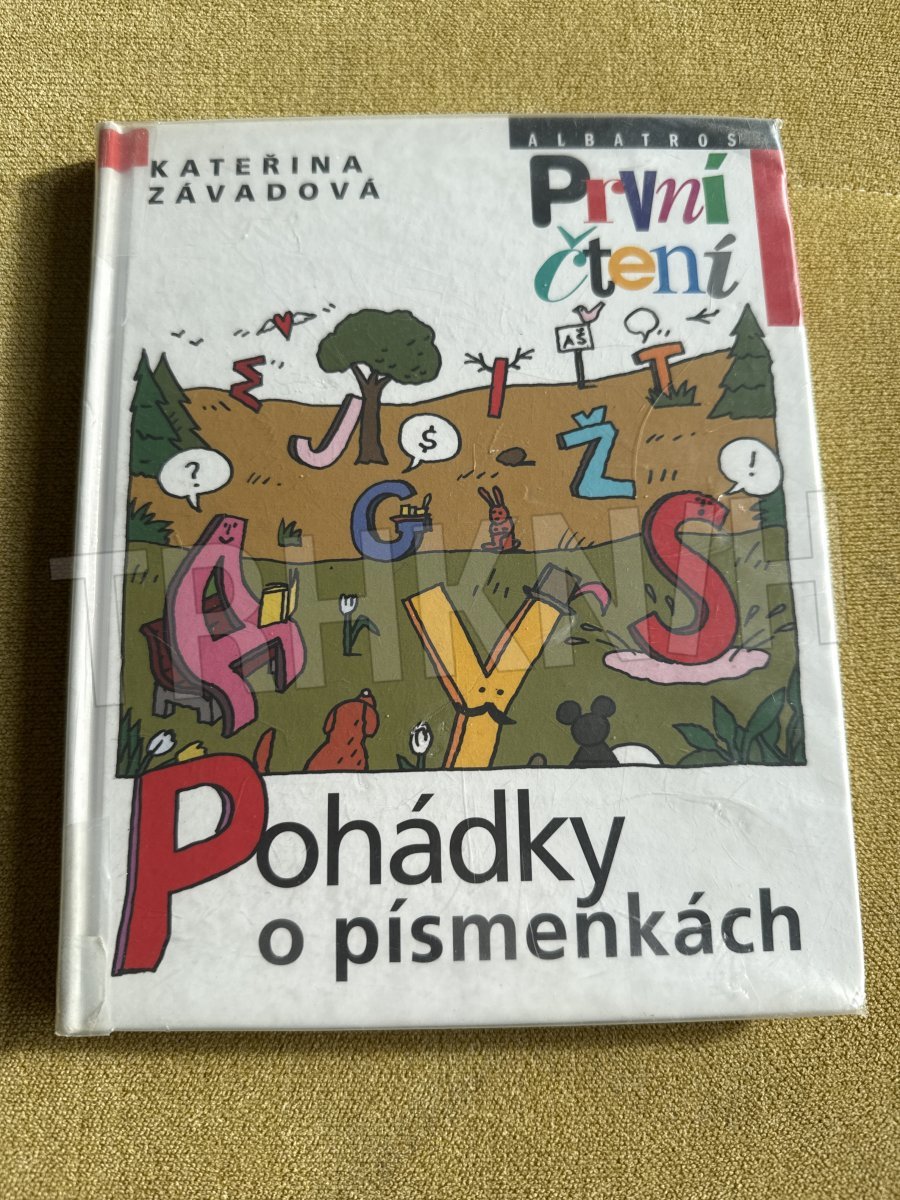 KATEŘINA
ZÁVADOVÁ
ALBATROS
První
čtení
AŠ
E
J
I
T
$
Ž
?
!
G
S
A
Y
Pohádky
o písmenkách